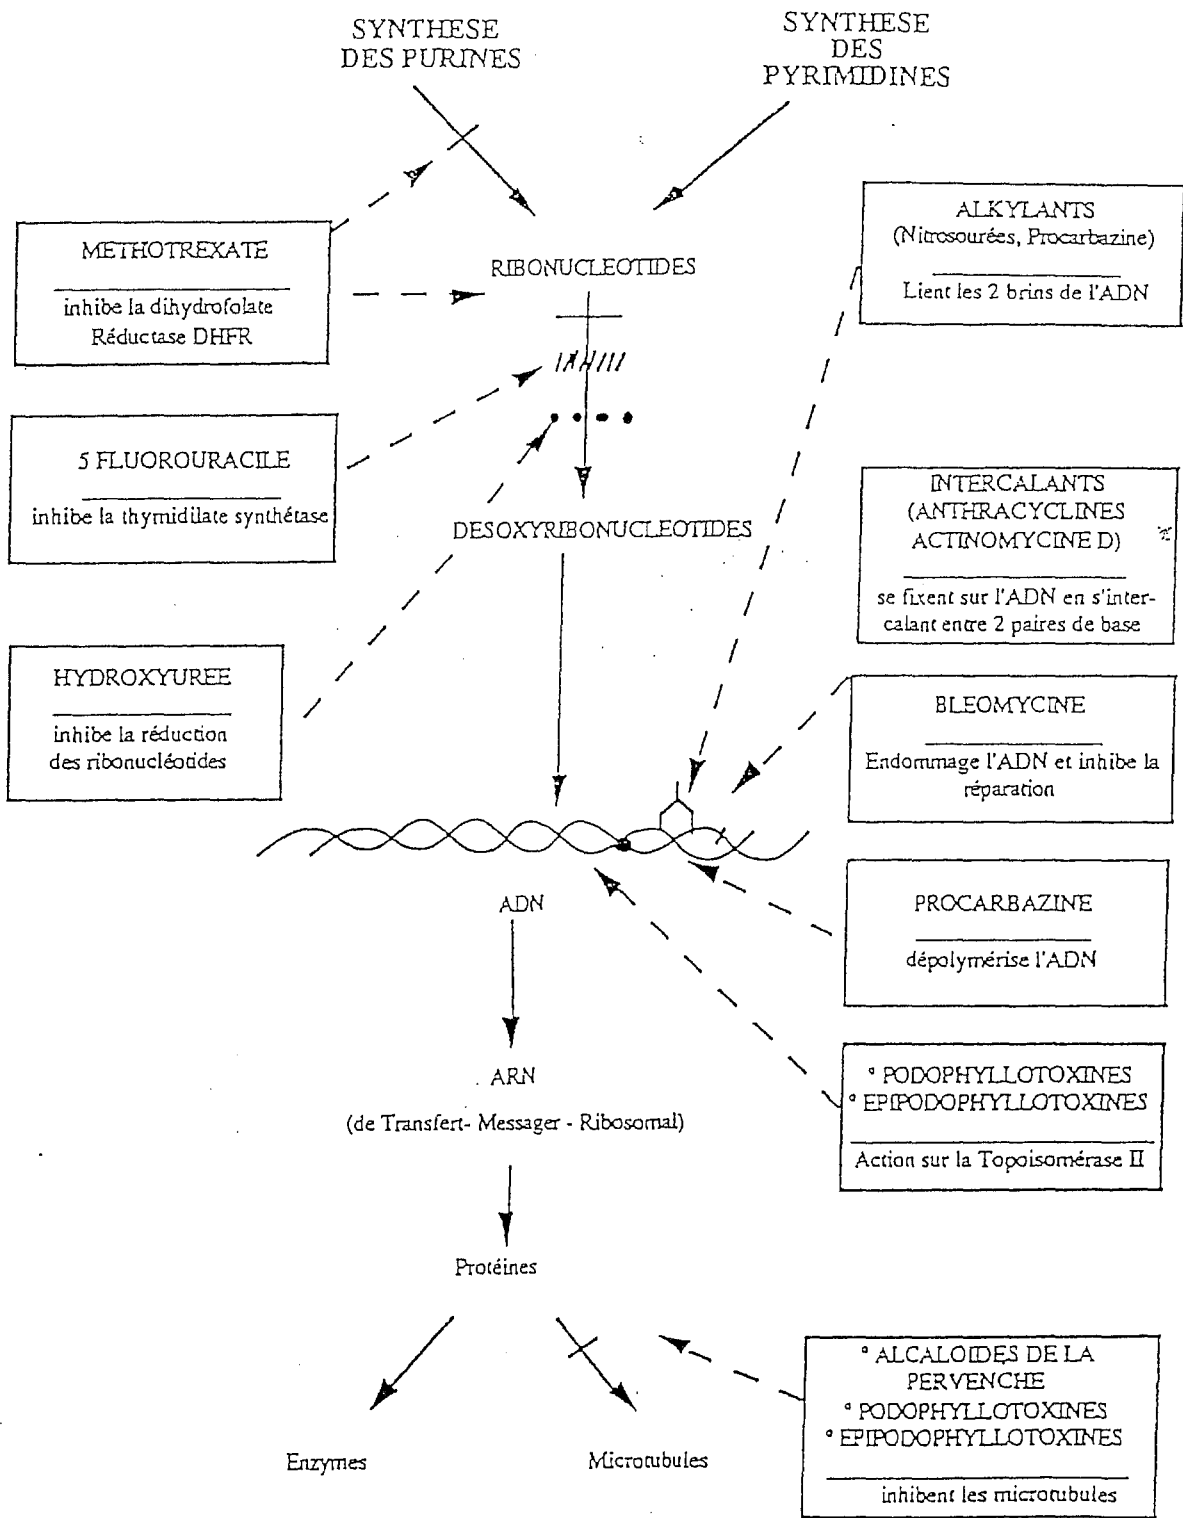 SYNTHESE
DES PURINES
SYNTHESE
DES
PYRIMIDINES
METHOTREXATE
inhibe la dihydrofolate
Réductase DHFR
RIBONUCLEOTIDES
ALKYLANTS
(Nitrosourées, Procarbazine)
Lient les 2 brins de l'ADN
5 FLUOROURACILE
inhibe la thymidilate synthétase
DESOXYRIBONUCLEOTIDES
INTERCALANTS
(ANTHRACYCLINES
ACTINOMYCINE D)
se fixent sur l'ADN en s'inter-
calant entre 2 paires de base
HYDROXYUREE
inhibe la réduction
des ribonucléotides
BLEOMYCINE
Endommage l'ADN et inhibe la
réparation
ADN
PROCARBAZINE
dépolymérise l'ADN
ARN
(de Transfert- Messager - Ribosomal)
° PODOPHYLLOTOXINES
° EPIPODOPHYLLOTOXINES
Action sur la Topoisomérase II
Protéines
Enzymes
Microtubules
° ALCALOIDES DE LA
PERVENCHE
° PODOPHYLLOTOXINES
° EPIPODOPHYLLOTOXINES
inhibent les microtubules